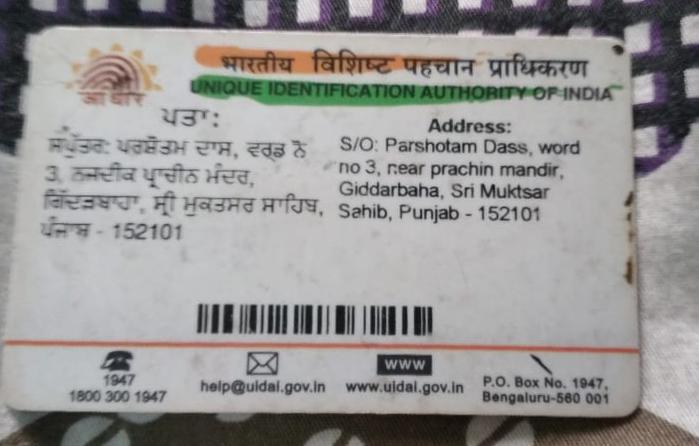 भारतीय विशिष्ट पहचान प्राधिकरण
UNIQUE IDENTIFICATION AUTHORITY OF INDIA
आधार
ਪਤਾ:
ਸਪੁੱਤਰ: ਪਰਸ਼ੋਤਮ ਦਾਸ, ਵਰਡ ਨੋ
3, ਨਜਦੀਕ ਪ੍ਰਾਚੀਨ ਮੰਦਰ,
ਗਿੱਦੜਬਾਹਾ, ਸ੍ਰੀ ਮੁਕਤਸਰ ਸਾਹਿਬ,
ਪੰਜਾਬ - 152101
Address:
S/O: Parshotam Dass, word
no 3, near prachin mandir,
Giddarbaha, Sri Muktsar
Sahib, Punjab - 152101
1947
1800 300 1947
help@uidai.gov.in
www
www.uidai.gov.in
P.O. Box No. 1947,
Bengaluru-560 001